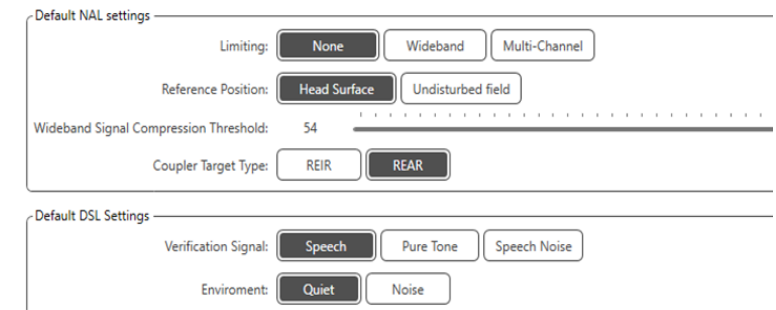 Default NAL settings
Limiting: None Wideband Multi-Channel
Reference Position: Head Surface Undisturbed field
Wideband Signal Compression Threshold: 54
Coupler Target Type: REIR REAR
Default DSL Settings
Verification Signal: Speech Pure Tone Speech Noise
Enviroment: Quiet Noise